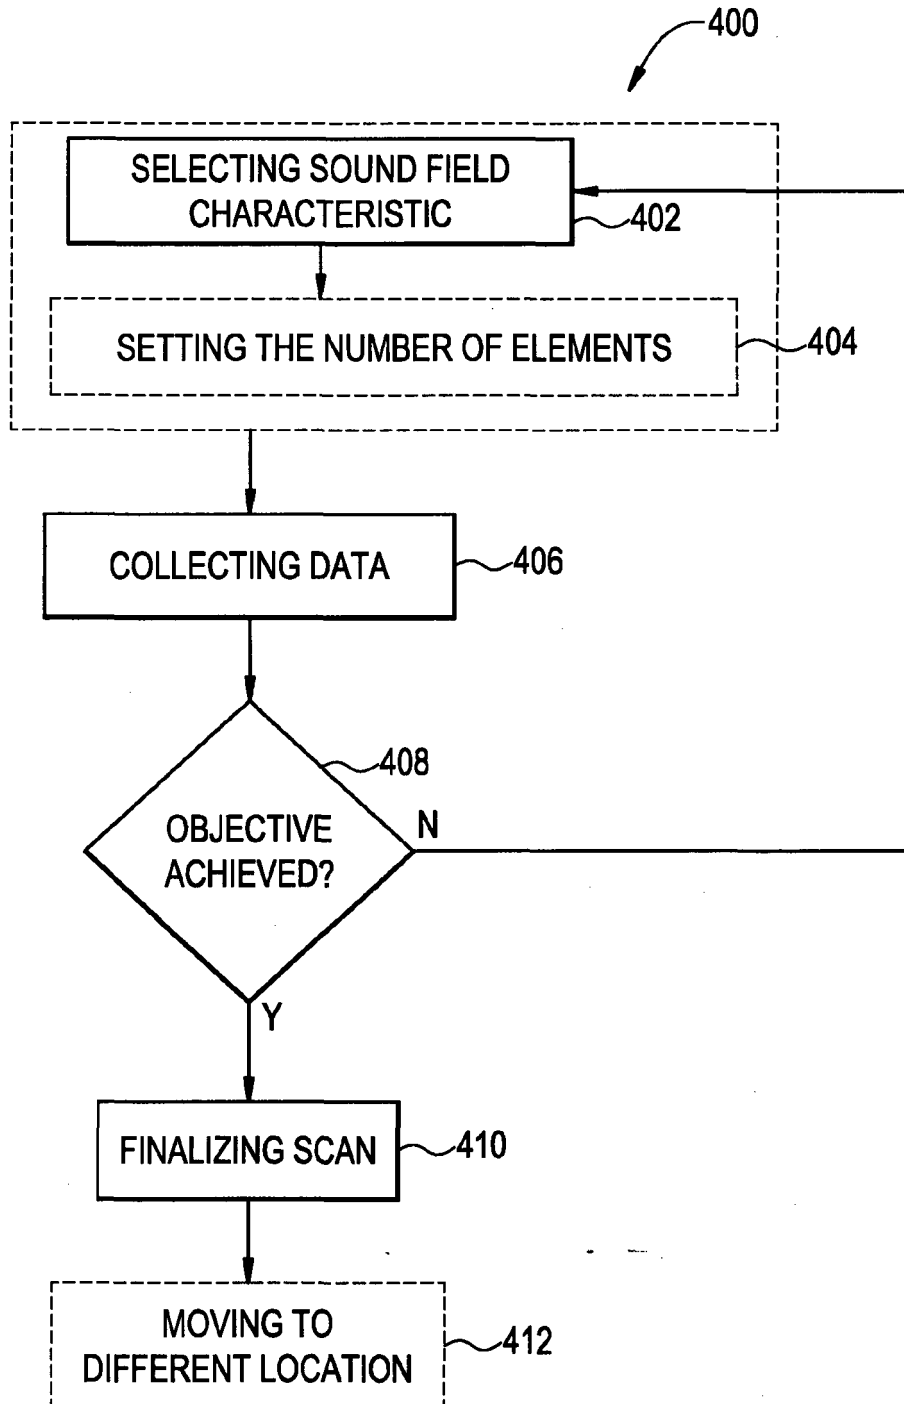 400
SELECTING SOUND FIELD
CHARACTERISTIC
402
SETTING THE NUMBER OF ELEMENTS
404
COLLECTING DATA
406
408
OBJECTIVE
ACHIEVED?
N
Y
FINALIZING SCAN
410
MOVING TO
DIFFERENT LOCATION
412